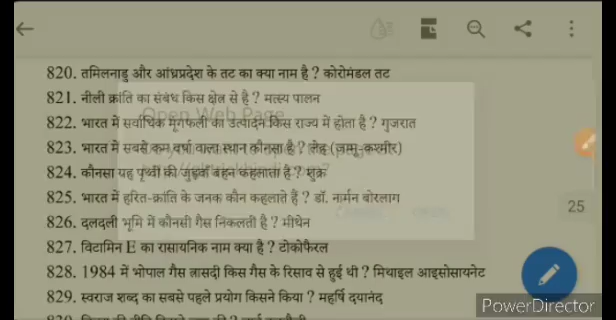 820. तमिलनाडु और आंध्रप्रदेश के तट का क्या नाम है ? कोरोमंडल तट
821. नीली क्रांति का संबंध किस क्षेत्र से है ? मत्स्य पालन
Open Web Page
822. भारत में सर्वाधिक मूंगफली का उत्पादन किस राज्य में होता है ? गुजरात
823. भारत में सबसे कम वर्षा वाला स्थान कौनसा है ? लेह (जम्मू-कश्मीर)
824. कौनसा ग्रह पृथ्वी की जुड़वा बहन कहलाता है ? शुक्र
825. भारत में हरित-क्रांति के जनक कौन कहलाते हैं ? डॉ. नार्मन बोरलाग
25
826. दलदली भूमि में कौनसी गैस निकलती है ? मीथेन
827. विटामिन E का रासायनिक नाम क्या है ? टोकोफैरल
828. 1984 में भोपाल गैस त्रासदी किस गैस के रिसाव से हुई थी ? मिथाइल आइसोसायनेट
829. स्वराज शब्द का सबसे पहले प्रयोग किसने किया ? महर्षि दयानंद
PowerDirector